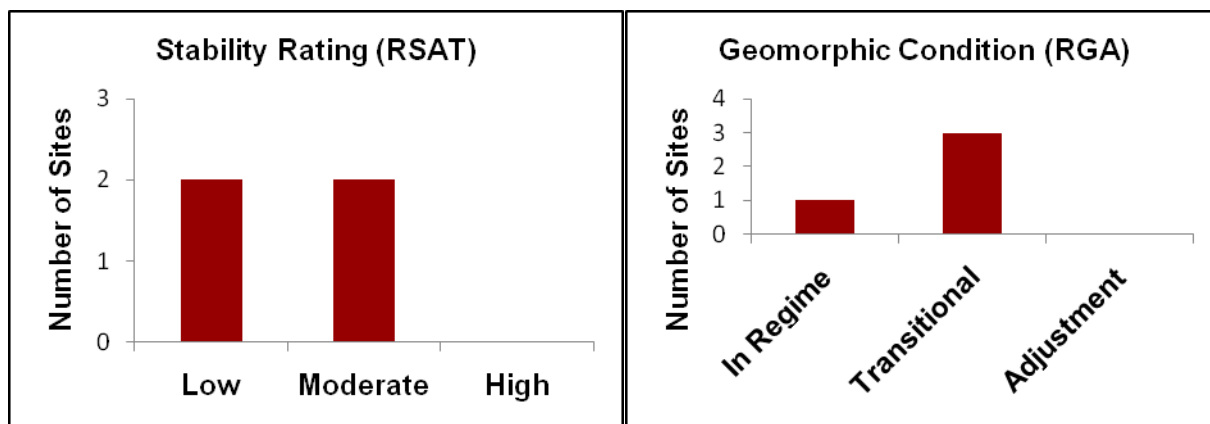 Stability Rating (RSAT)
Number of Sites
3
2
1
0
Low Moderate High
Geomorphic Condition (RGA)
Number of Sites
4
3
2
1
0
In Regime
Transitional
Adjustment